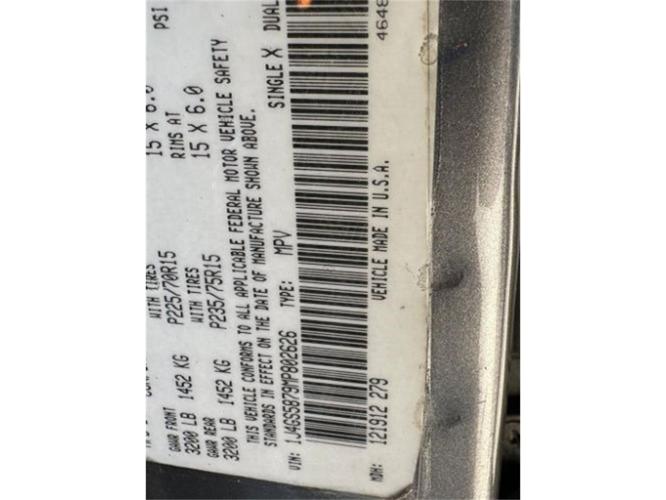 GAWR FRONT WITH TIRES RIMS AT PSI
3200 LB 1452 KG P225/70R15 15 X 6.0
GAWR REAR WITH TIRES RIMS AT
3200 LB 1452 KG P235/75R15 15 X 6.0
THIS VEHICLE CONFORMS TO ALL APPLICABLE FEDERAL MOTOR VEHICLE SAFETY
STANDARDS IN EFFECT ON THE DATE OF MANUFACTURE SHOWN ABOVE.
VIN: 1J4GS5879MP802626 TYPE: MPV SINGLE X DUAL
MDH: 121912 279 VEHICLE MADE IN U.S.A. 4648